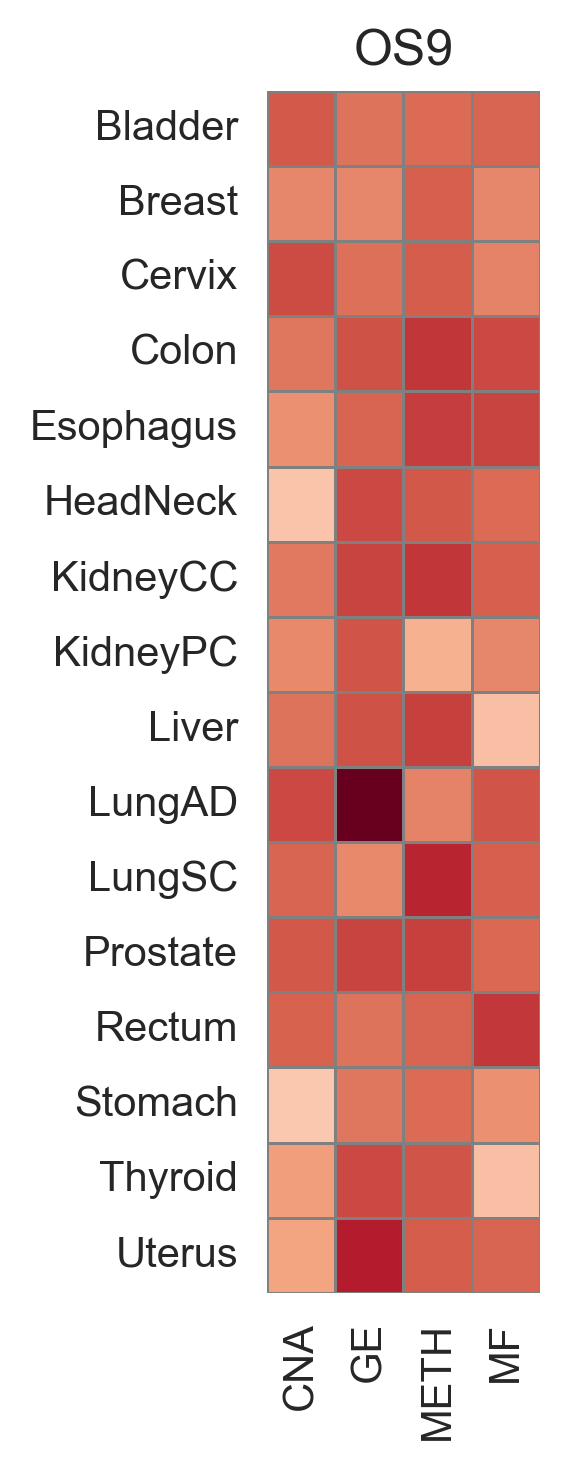 OS9
Bladder
Breast
Cervix
Colon
Esophagus
HeadNeck
KidneyCC
KidneyPC
Liver
LungAD
LungSC
Prostate
Rectum
Stomach
Thyroid
Uterus
CNA
GE
METH
MF